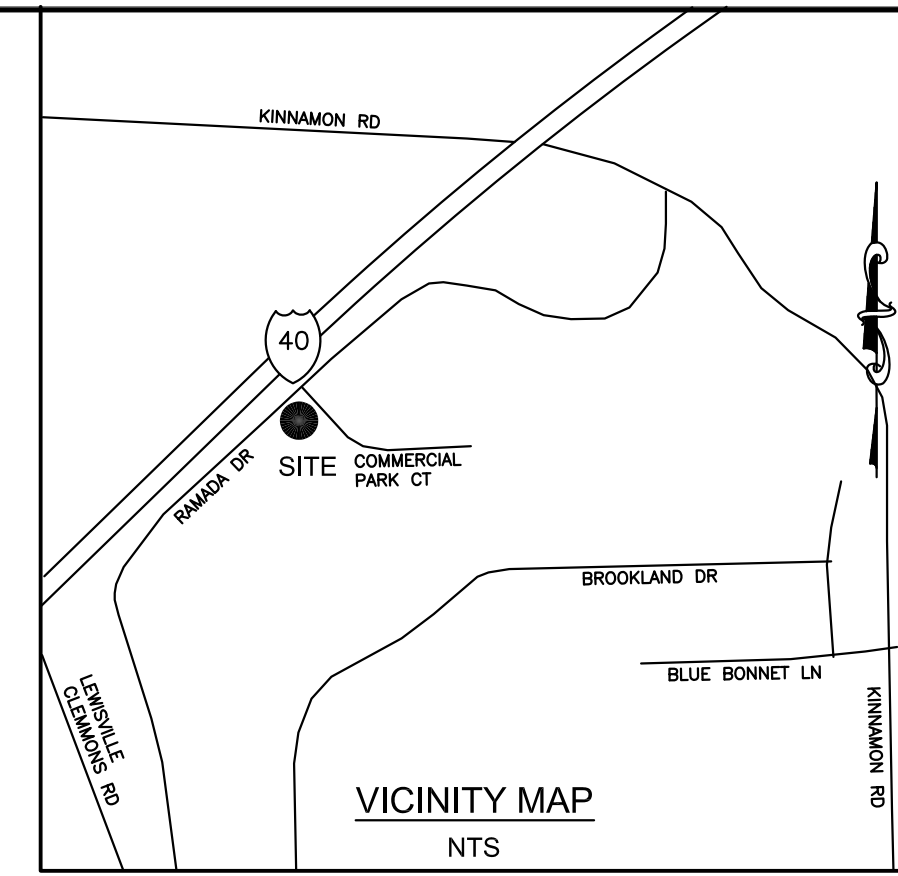 KINNAMON RD
40
RAMADA DR
SITE
COMMERCIAL
PARK CT
BROOKLAND DR
BLUE BONNET LN
LEWISVILLE
CLEMMONS RD
KINNAMON RD
VICINITY MAP
NTS